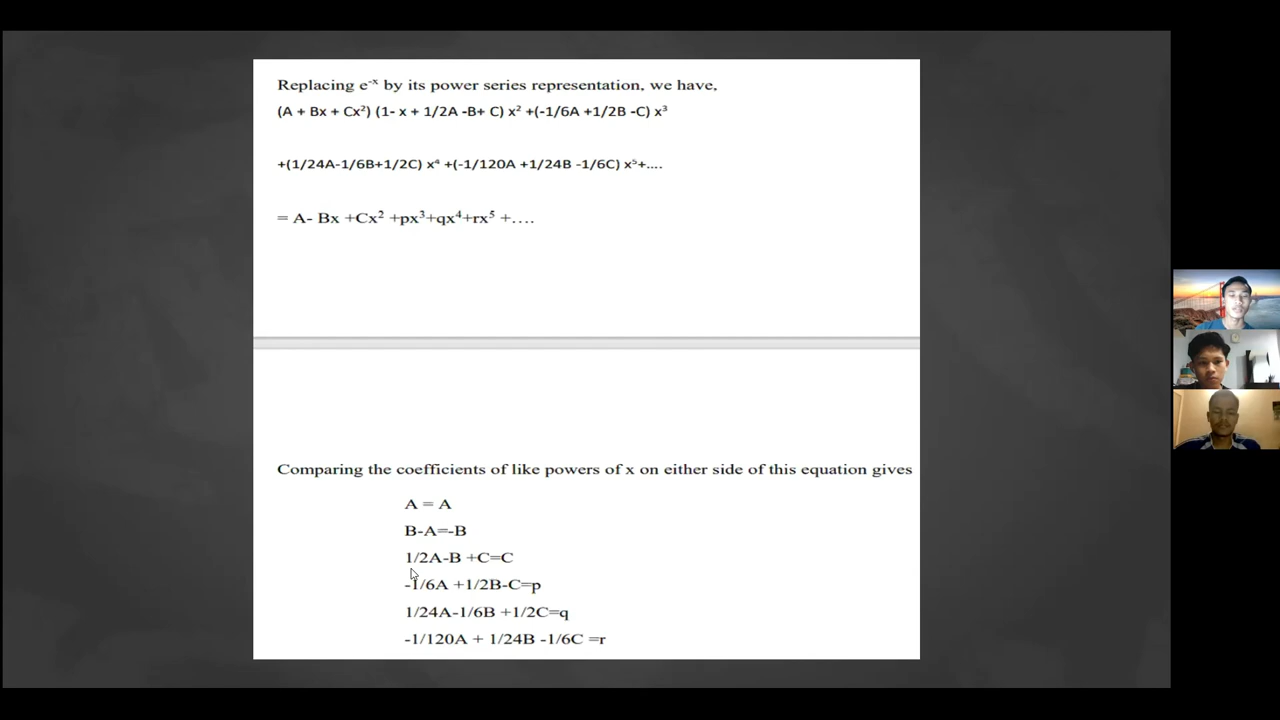 Replacing e⁻ˣ by its power series representation, we have,
(A + Bx + Cx²) (1- x + 1/2A -B+ C) x² +(-1/6A +1/2B -C) x³
+(1/24A-1/6B+1/2C) x⁴ +(-1/120A +1/24B -1/6C) x⁵+....
= A- Bx +Cx² +px³+qx⁴+rx⁵ +....
Comparing the coefficients of like powers of x on either side of this equation gives
A = A
B-A=-B
1/2A-B +C=C
-1/6A +1/2B-C=p
1/24A-1/6B +1/2C=q
-1/120A + 1/24B -1/6C =r